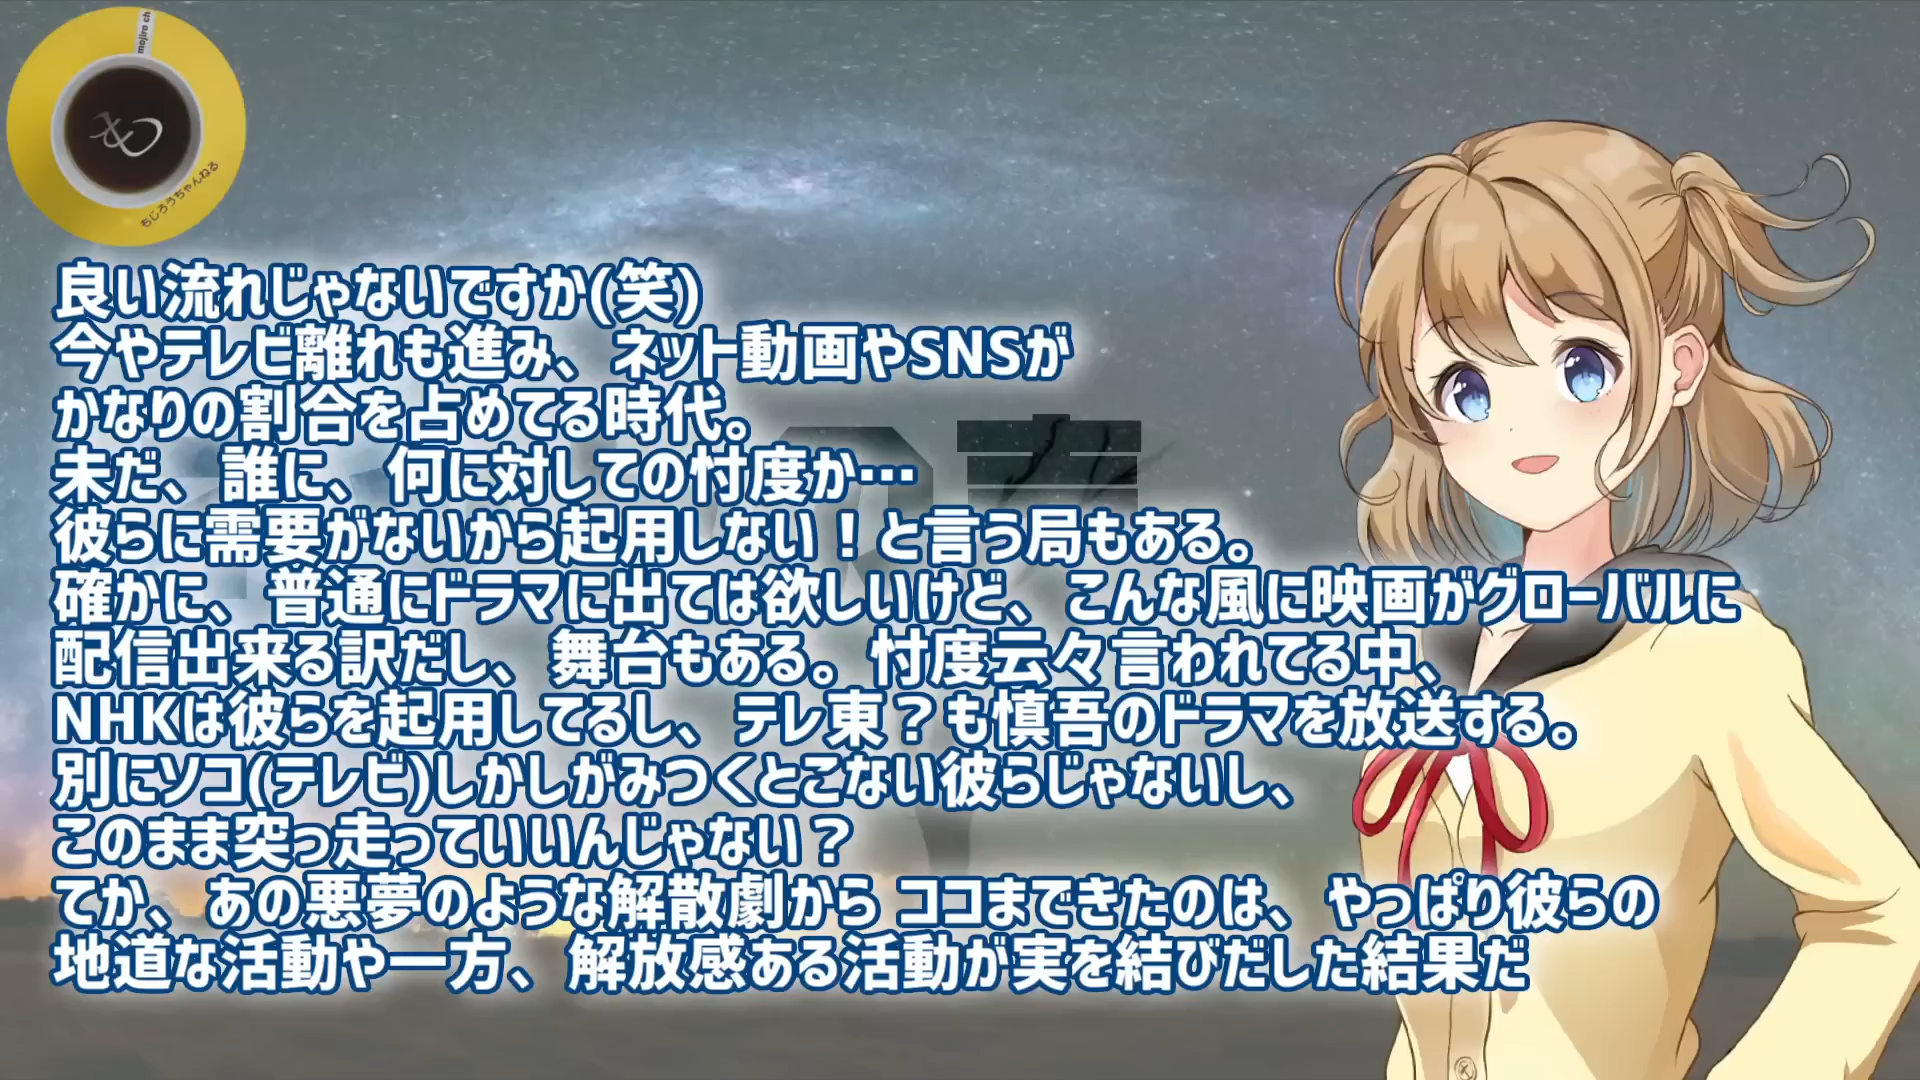 mojiro ch
も
もじろうちゃんねる
良い流れじゃないですか(笑)
今やテレビ離れも進み、ネット動画やSNSが
かなりの割合を占めてる時代。
未だ、誰に、何に対しての忖度か…
彼らに需要がないから起用しない！と言う局もある。
確かに、普通にドラマに出ては欲しいけど、こんな風に映画がグローバルに
配信出来る訳だし、舞台もある。忖度云々言われてる中、
NHKは彼らを起用してるし、テレ東？も慎吾のドラマを放送する。
別にソコ(テレビ)しかしがみつくとこない彼らじゃないし、
このまま突っ走っていいんじゃない？
てか、あの悪夢のような解散劇から ココまできたのは、やっぱり彼らの
地道な活動や一方、解放感ある活動が実を結びだした結果だ